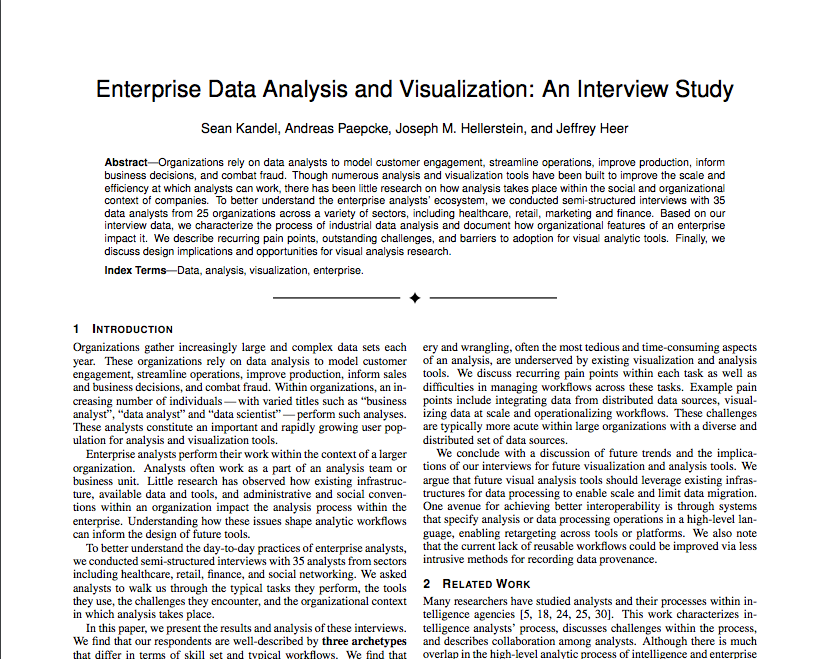 Enterprise Data Analysis and Visualization: An Interview Study
Sean Kandel, Andreas Paepcke, Joseph M. Hellerstein, and Jeffrey Heer
Abstract—Organizations rely on data analysts to model customer engagement, streamline operations, improve production, inform
business decisions, and combat fraud. Though numerous analysis and visualization tools have been built to improve the scale and
efficiency at which analysts can work, there has been little research on how analysis takes place within the social and organizational
context of companies. To better understand the enterprise analysts' ecosystem, we conducted semi-structured interviews with 35
data analysts from 25 organizations across a variety of sectors, including healthcare, retail, marketing and finance. Based on our
interview data, we characterize the process of industrial data analysis and document how organizational features of an enterprise
impact it. We describe recurring pain points, outstanding challenges, and barriers to adoption for visual analytic tools. Finally, we
discuss design implications and opportunities for visual analysis research.
Index Terms—Data, analysis, visualization, enterprise.
1 INTRODUCTION
Organizations gather increasingly large and complex data sets each
year. These organizations rely on data analysis to model customer
engagement, streamline operations, improve production, inform sales
and business decisions, and combat fraud. Within organizations, an in-
creasing number of individuals — with varied titles such as "business
analyst", "data analyst" and "data scientist" — perform such analyses.
These analysts constitute an important and rapidly growing user pop-
ulation for analysis and visualization tools.
Enterprise analysts perform their work within the context of a larger
organization. Analysts often work as a part of an analysis team or
business unit. Little research has observed how existing infrastruc-
ture, available data and tools, and administrative and social conven-
tions within an organization impact the analysis process within the
enterprise. Understanding how these issues shape analytic workflows
can inform the design of future tools.
To better understand the day-to-day practices of enterprise analysts,
we conducted semi-structured interviews with 35 analysts from sectors
including healthcare, retail, finance, and social networking. We asked
analysts to walk us through the typical tasks they perform, the tools
they use, the challenges they encounter, and the organizational context
in which analysis takes place.
In this paper, we present the results and analysis of these interviews.
We find that our respondents are well-described by three archetypes
that differ in terms of skill set and typical workflows. We find that
ery and wrangling, often the most tedious and time-consuming aspects
of an analysis, are underserved by existing visualization and analysis
tools. We discuss recurring pain points within each task as well as
difficulties in managing workflows across these tasks. Example pain
points include integrating data from distributed data sources, visual-
izing data at scale and operationalizing workflows. These challenges
are typically more acute within large organizations with a diverse and
distributed set of data sources.
We conclude with a discussion of future trends and the implica-
tions of our interviews for future visualization and analysis tools. We
argue that future visual analysis tools should leverage existing infras-
tructures for data processing to enable scale and limit data migration.
One avenue for achieving better interoperability is through systems
that specify analysis or data processing operations in a high-level lan-
guage, enabling retargeting across tools or platforms. We also note
that the current lack of reusable workflows could be improved via less
intrusive methods for recording data provenance.
2 RELATED WORK
Many researchers have studied analysts and their processes within in-
telligence agencies [5, 18, 24, 25, 30]. This work characterizes in-
telligence analysts' process, discusses challenges within the process,
and describes collaboration among analysts. Although there is much
overlap in the high-level analytic process of intelligence and enterprise